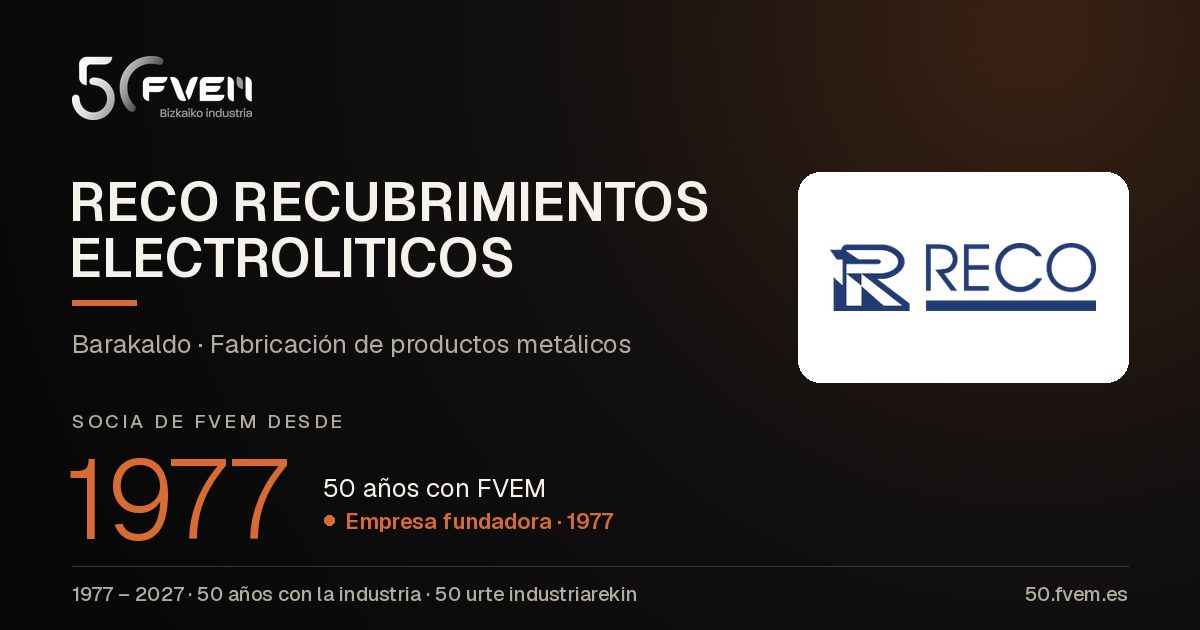 50 FVEM
Bizkaiko industria
RECO RECUBRIMIENTOS
ELECTROLITICOS
RECO
Barakaldo · Fabricación de productos metálicos
SOCIA DE FVEM DESDE
1977
50 años con FVEM
Empresa fundadora · 1977
1977 – 2027 · 50 años con la industria · 50 urte industriarekin
50.fvem.es